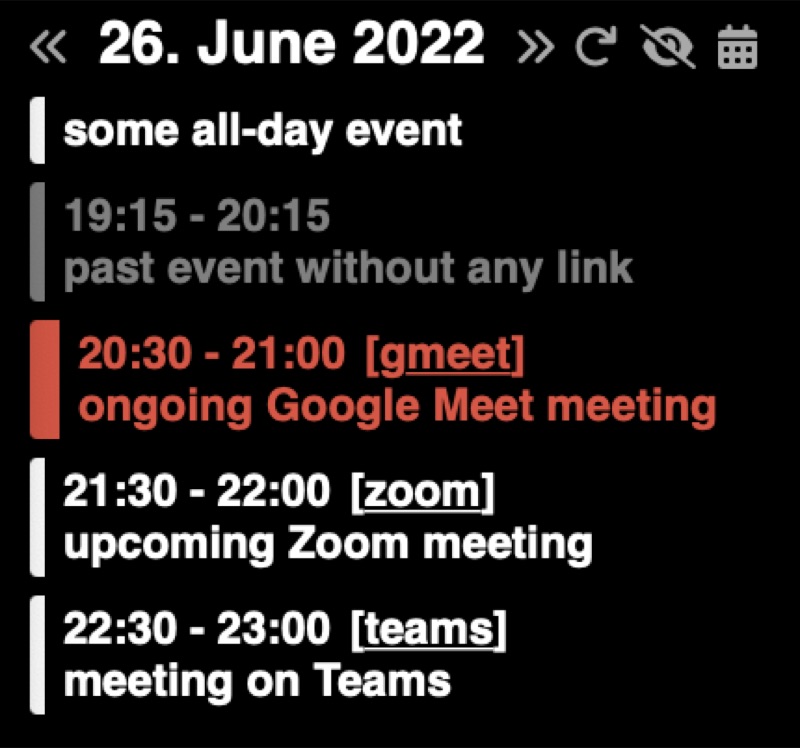 « 26. June 2022 »
some all-day event
19:15 - 20:15
past event without any link
20:30 - 21:00 [gmeet]
ongoing Google Meet meeting
21:30 - 22:00 [zoom]
upcoming Zoom meeting
22:30 - 23:00 [teams]
meeting on Teams